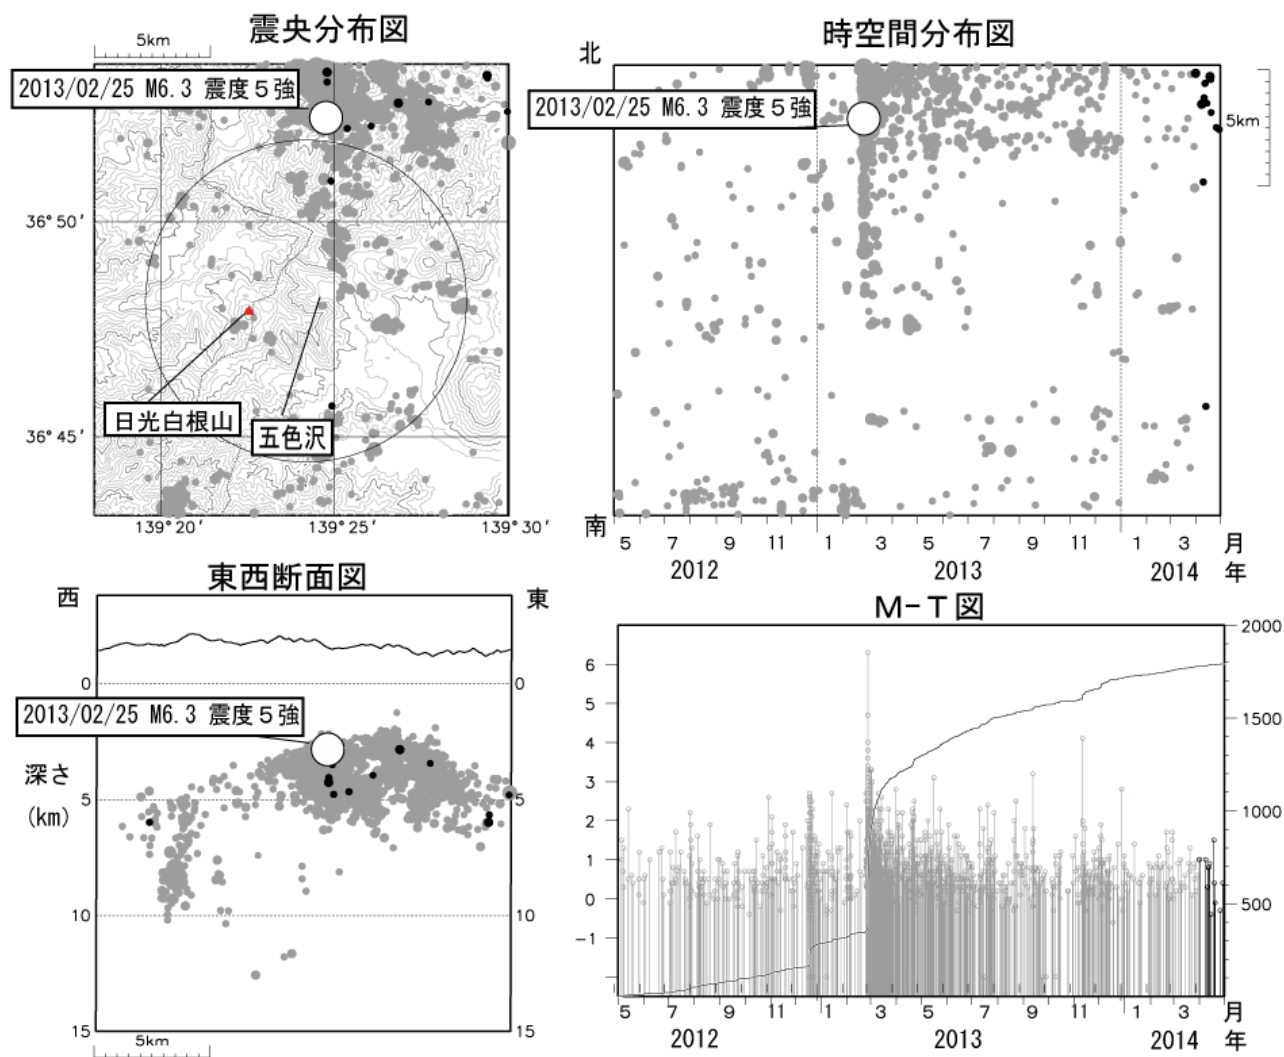 震央分布図
5km
2013/02/25 M6.3 震度５強
36°50′
36°45′
日光白根山
五色沢
139°20′
139°25′
139°30′
時空間分布図
北
2013/02/25 M6.3 震度５強
5km
南
5 7 9 11 1 3 5 7 9 11 1 3 月
2012 2013 2014 年
東西断面図
西 東
0 0
2013/02/25 M6.3 震度５強
深さ
(km)
5 5
10 10
15 15
5km
M-T図
6
5
4
3
2
1
0
-1
2000
1500
1000
500
5 7 9 11 1 3 5 7 9 11 1 3 月
2012 2013 2014 年